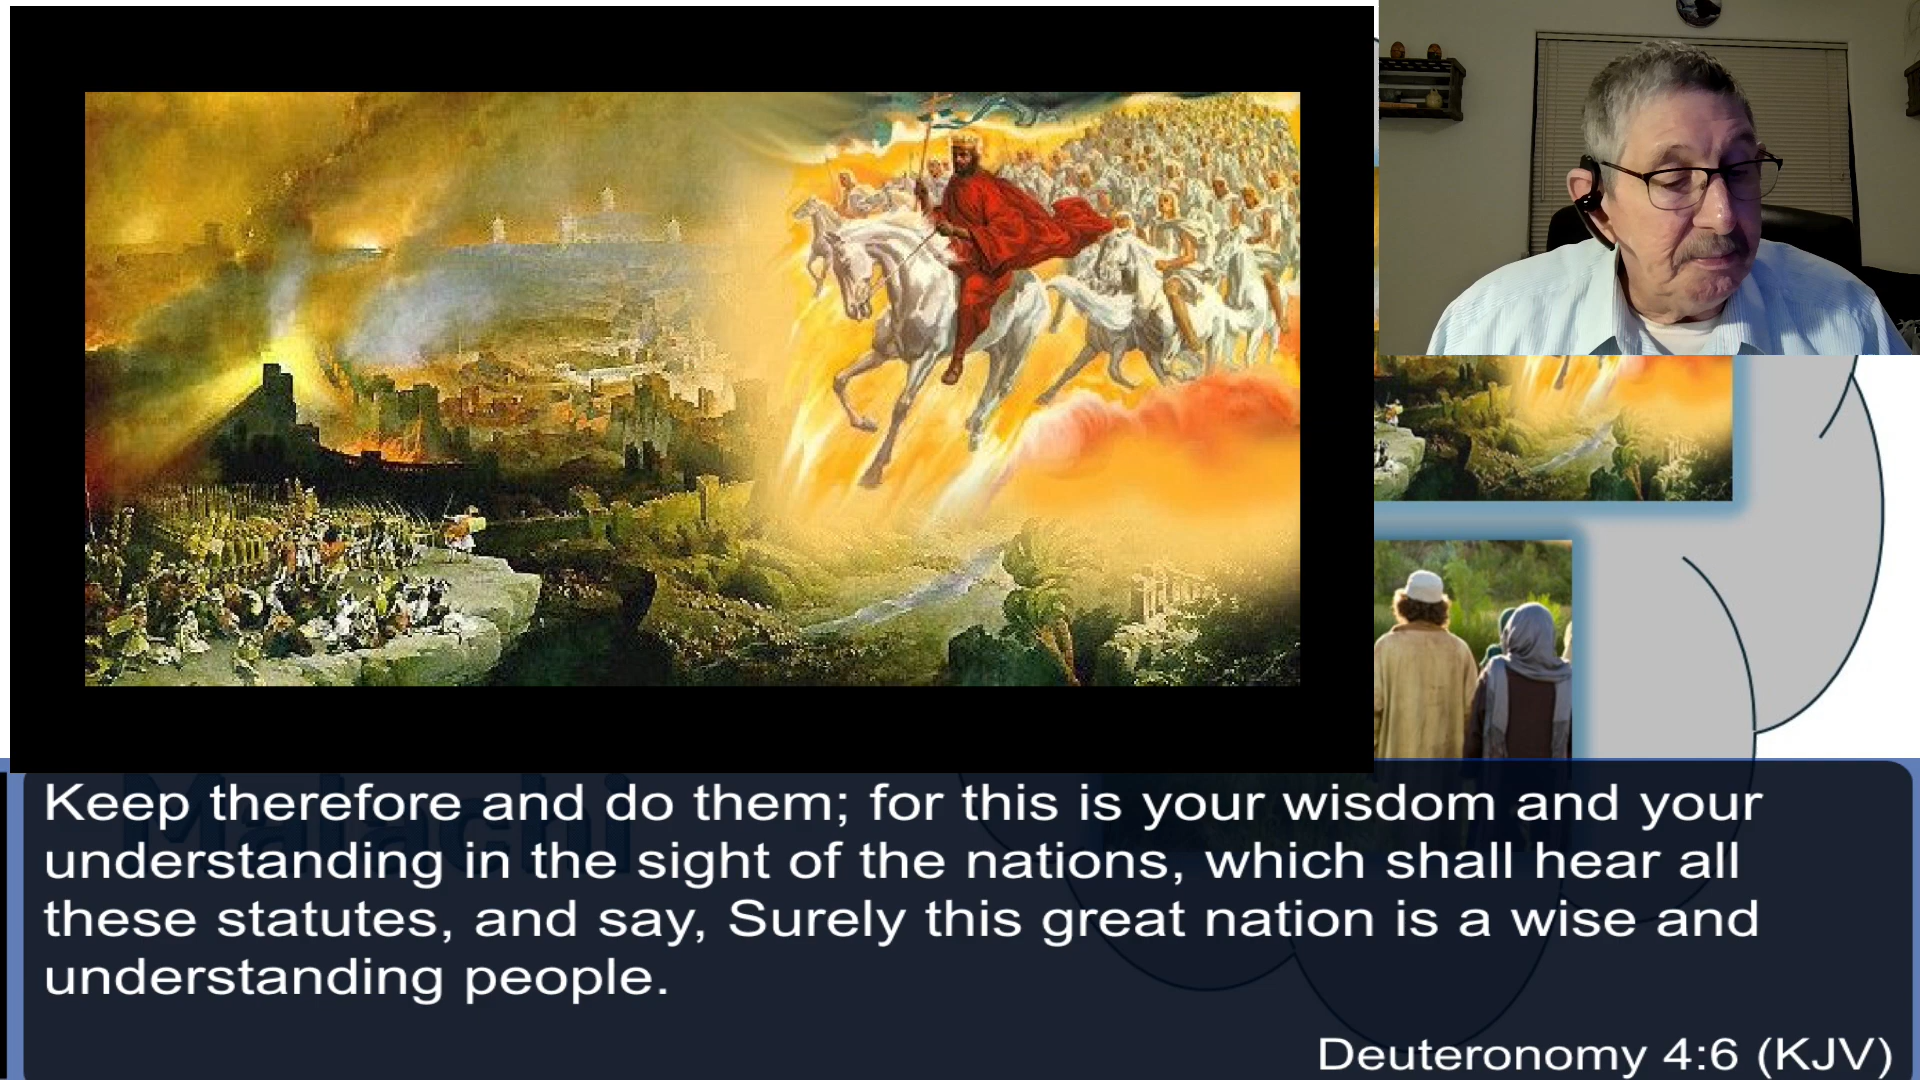 Malachi
Keep therefore and do them; for this is your wisdom and your
understanding in the sight of the nations, which shall hear all
these statutes, and say, Surely this great nation is a wise and
understanding people.
Deuteronomy 4:6 (KJV)